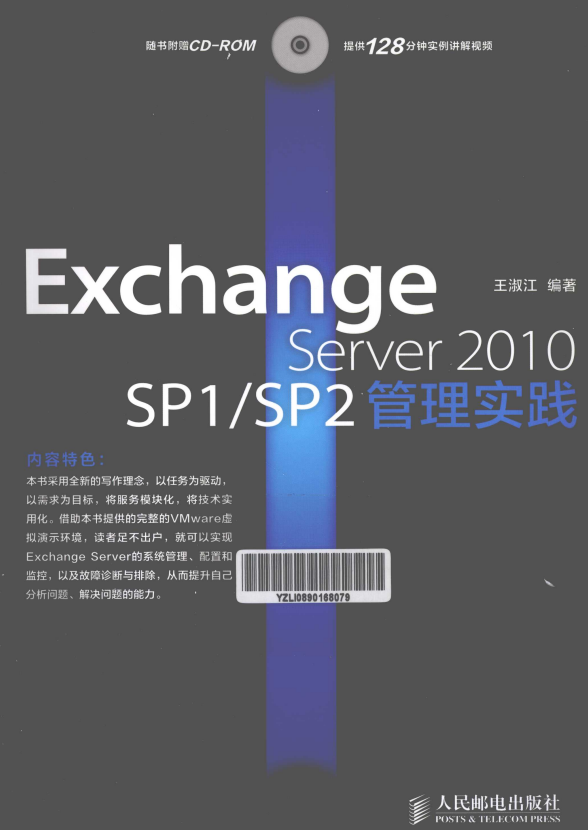 随书附赠CD-ROM 提供128分钟实例讲解视频
Exchange
王淑江 编著
Server 2010
SP1/SP2管理实践
内容特色：
本书采用全新的写作理念，以任务为驱动，
以需求为目标，将服务模块化，将技术实
用化。借助本书提供的完整的VMware虚
拟演示环境，读者足不出户，就可以实现
Exchange Server的系统管理、配置和
监控，以及故障诊断与排除，从而提升自己
分析问题、解决问题的能力。
YZLI0890168079
人民邮电出版社
POSTS & TELECOM PRESS